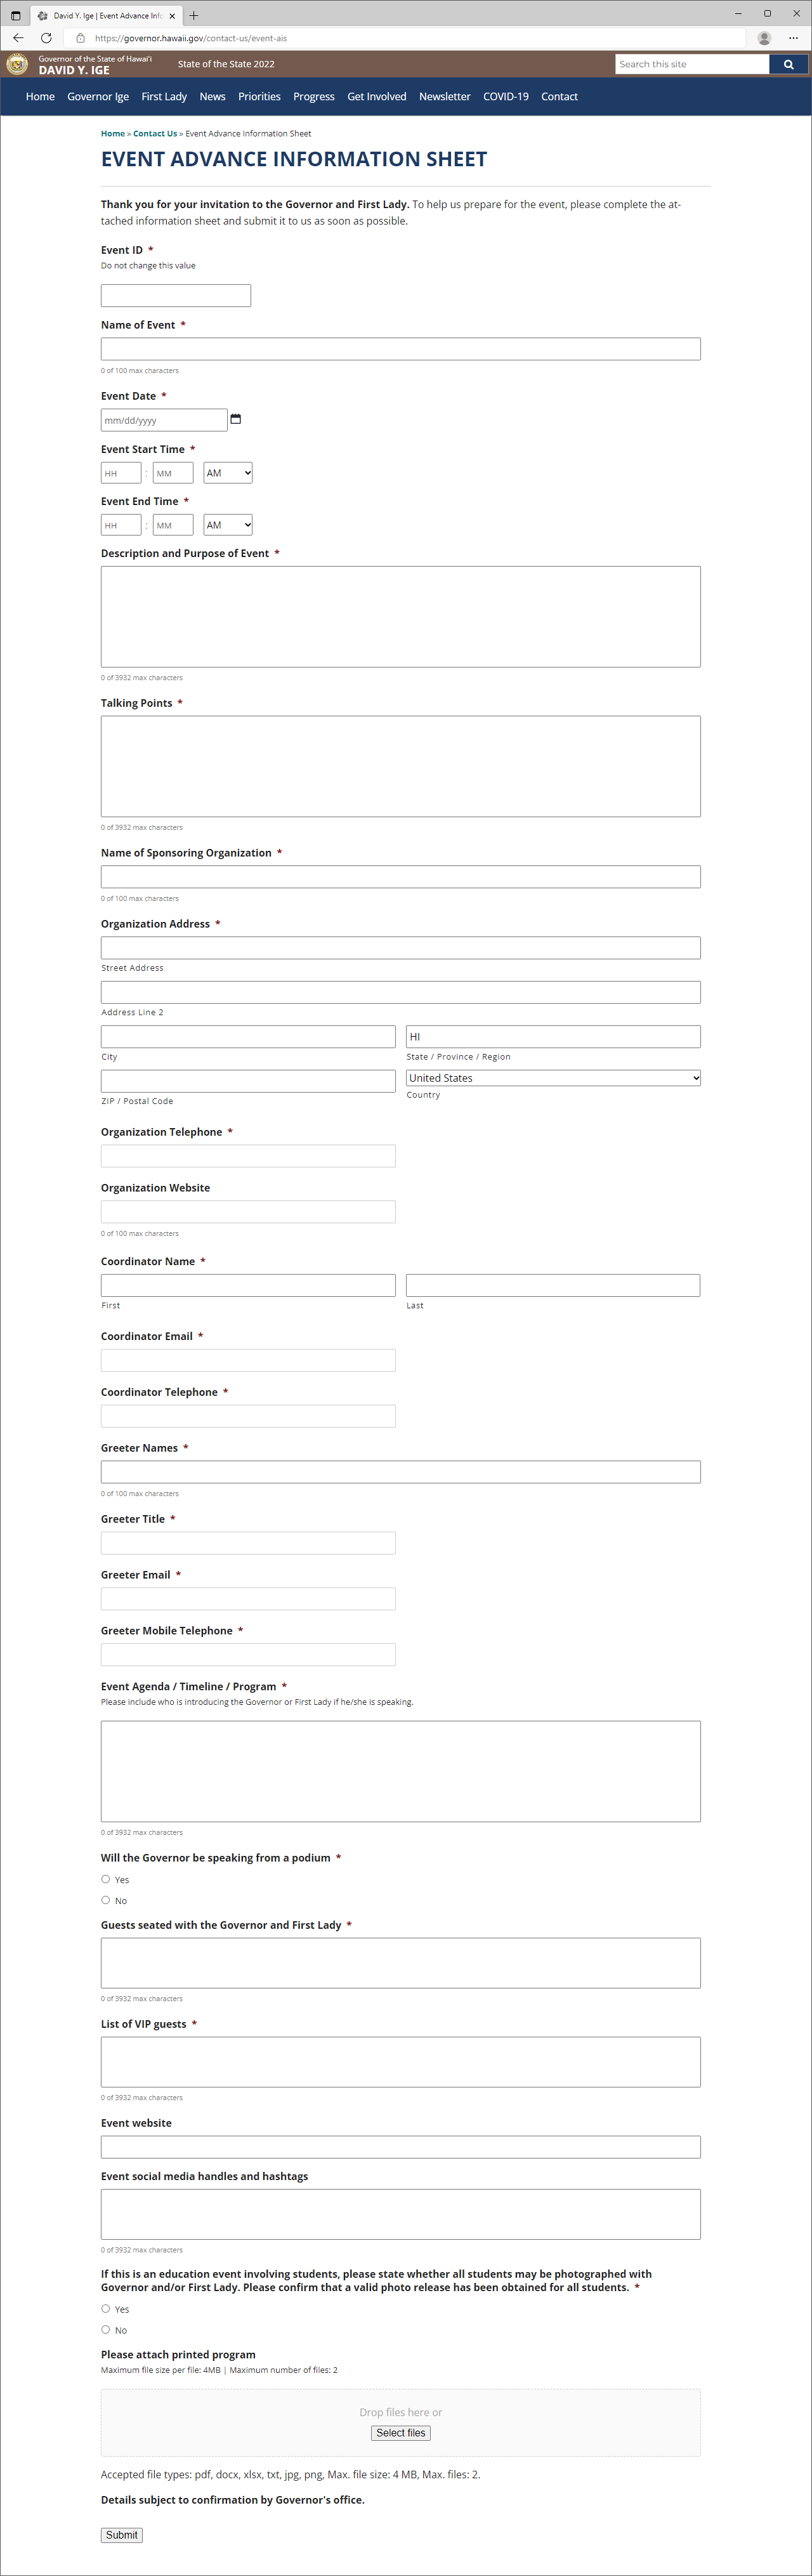 David Y. Ige | Event Advance Info
https://governor.hawaii.gov/contact-us/event-ais
Governor of the State of Hawai'i
DAVID Y. IGE
State of the State 2022
Search this site
Home Governor Ige First Lady News Priorities Progress Get Involved Newsletter COVID-19 Contact
Home » Contact Us » Event Advance Information Sheet
EVENT ADVANCE INFORMATION SHEET
Thank you for your invitation to the Governor and First Lady. To help us prepare for the event, please complete the at-
tached information sheet and submit it to us as soon as possible.
Event ID *
Do not change this value
Name of Event *
0 of 100 max characters
Event Date *
mm/dd/yyyy
Event Start Time *
HH : MM AM
Event End Time *
HH : MM AM
Description and Purpose of Event *
0 of 3932 max characters
Talking Points *
0 of 3932 max characters
Name of Sponsoring Organization *
0 of 100 max characters
Organization Address *
Street Address
Address Line 2
HI
City State / Province / Region
United States
ZIP / Postal Code Country
Organization Telephone *
Organization Website
0 of 100 max characters
Coordinator Name *
First Last
Coordinator Email *
Coordinator Telephone *
Greeter Names *
0 of 100 max characters
Greeter Title *
Greeter Email *
Greeter Mobile Telephone *
Event Agenda / Timeline / Program *
Please include who is introducing the Governor or First Lady if he/she is speaking.
0 of 3932 max characters
Will the Governor be speaking from a podium *
Yes
No
Guests seated with the Governor and First Lady *
0 of 3932 max characters
List of VIP guests *
0 of 3932 max characters
Event website
Event social media handles and hashtags
0 of 3932 max characters
If this is an education event involving students, please state whether all students may be photographed with
Governor and/or First Lady. Please confirm that a valid photo release has been obtained for all students. *
Yes
No
Please attach printed program
Maximum file size per file: 4MB | Maximum number of files: 2
Drop files here or
Select files
Accepted file types: pdf, docx, xlsx, txt, jpg, png, Max. file size: 4 MB, Max. files: 2.
Details subject to confirmation by Governor's office.
Submit